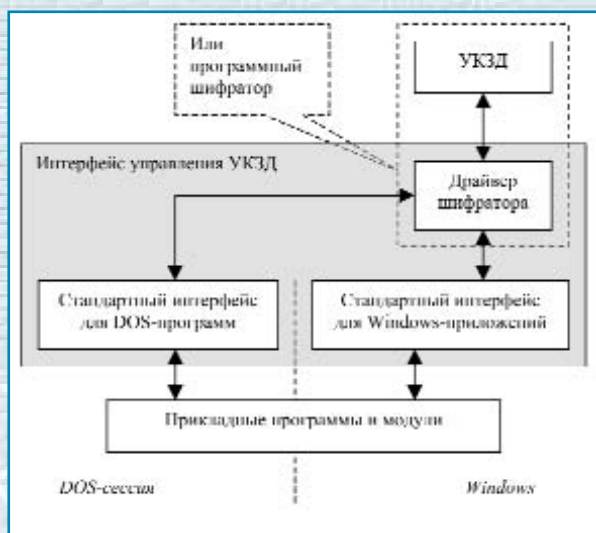 Или
программный
шифратор
УКЗД
Интерфейс управления УКЗД
Драйвер
шифратора
Стандартный интерфейс
для DOS-программ
Стандартный интерфейс
для Windows-приложений
Прикладные программы и модули
DOS-сессия
Windows